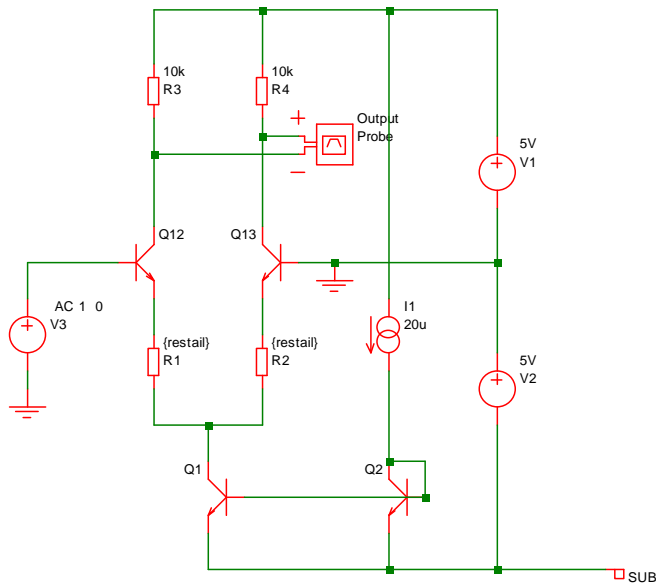 10k
R3
10k
R4
+
Output
Probe
−
5V
V1
Q12
Q13
AC 1 0
V3
{restail}
R1
{restail}
R2
I1
20u
5V
V2
Q1
Q2
SUB